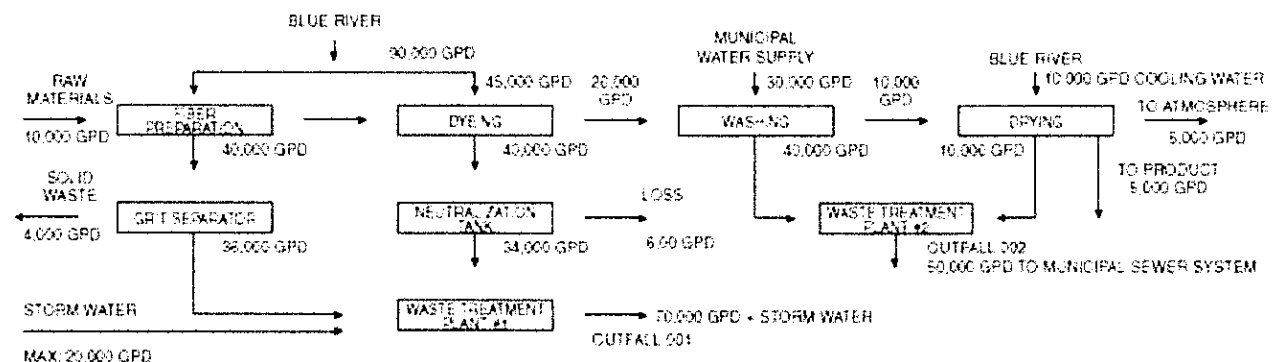 BLUE RIVER
90,000 GPD
MUNICIPAL
WATER SUPPLY
BLUE RIVER
RAW
MATERIALS
10,000 GPD
45,000 GPD
20,000
GPD
30,000 GPD
10,000
GPD
10,000 GPD COOLING WATER
TO ATMOSPHERE
5,000 GPD
FIBER
PREPARATION
DYEING
WASHING
DRYING
40,000 GPD
40,000 GPD
40,000 GPD
10,000 GPD
SOLID
WASTE
4,000 GPD
GRIT SEPARATOR
36,000 GPD
NEUTRALIZATION
TANK
34,000 GPD
LOSS
6,00 GPD
WASTE TREATMENT
PLANT #2
TO PRODUCT
5,000 GPD
OUTFALL 002
50,000 GPD TO MUNICIPAL SEWER SYSTEM
STORM WATER
MAX: 20,000 GPD
WASTE TREATMENT
PLANT #1
70,000 GPD + STORM WATER
OUTFALL 001